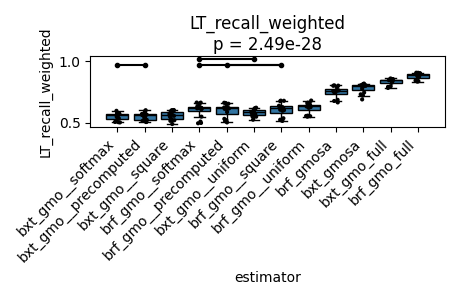 LT_recall_weighted
p = 2.49e-28
LT_recall_weighted
1.0
0.5
bxt_gmo__softmax
bxt_gmo__precomputed
bxt_gmo__square
brf_gmo__softmax
brf_gmo__precomputed
bxt_gmo__uniform
brf_gmo__square
brf_gmo__uniform
brf_gmosa
bxt_gmosa
bxt_gmo_full
brf_gmo_full
estimator